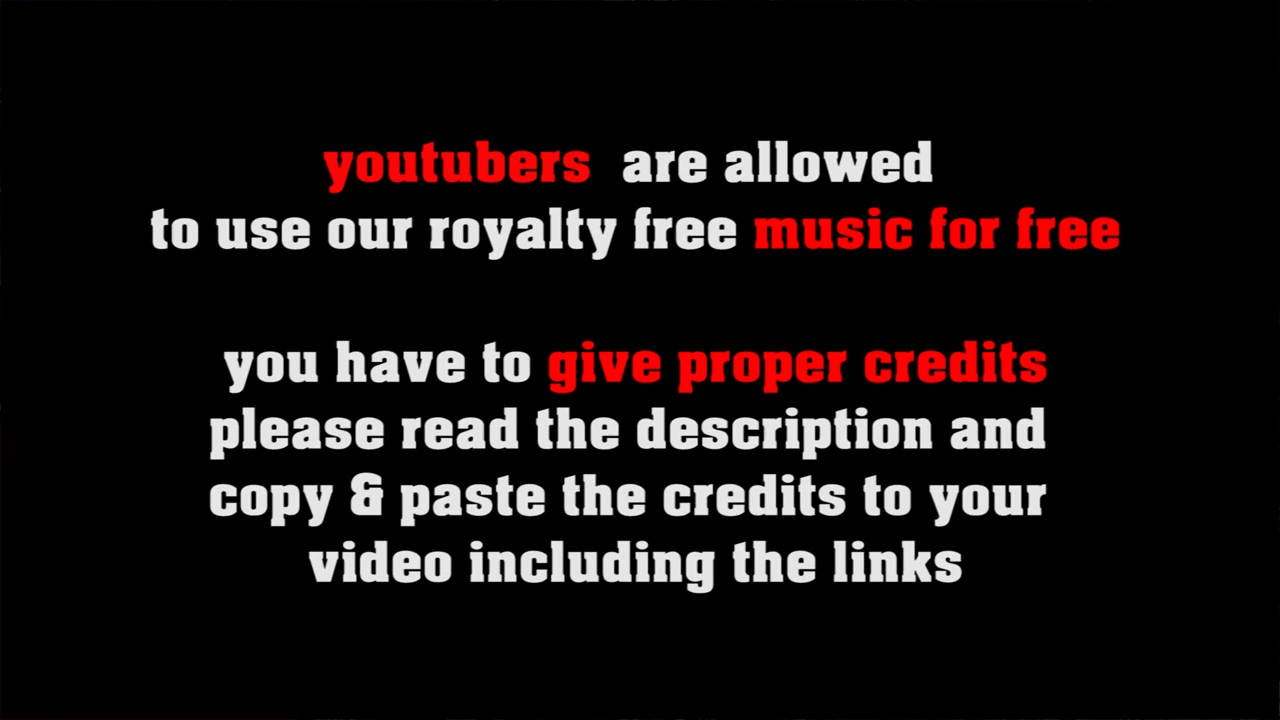 youtubers are allowed
to use our royalty free music for free
you have to give proper credits
please read the description and
copy & paste the credits to your
video including the links